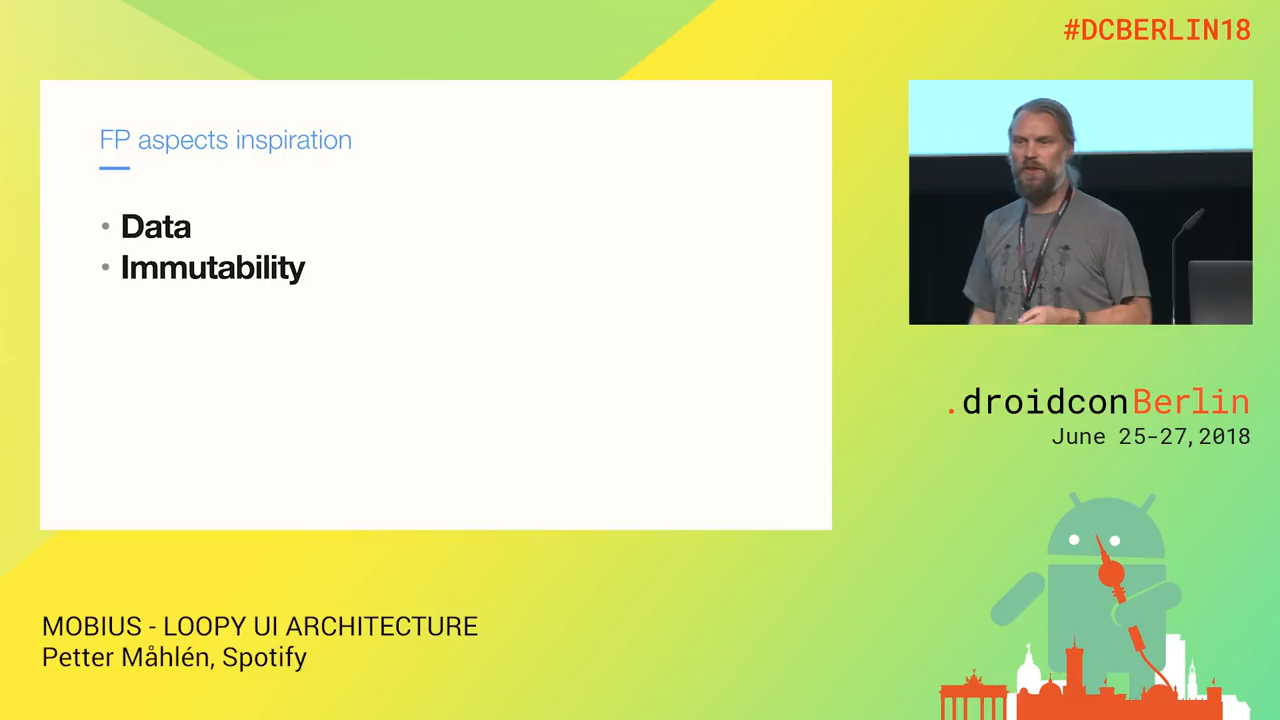 #DCBERLIN18
FP aspects inspiration
• Data
• Immutability
.droidconBerlin
June 25-27, 2018
MOBIUS - LOOPY UI ARCHITECTURE
Petter Måhlén, Spotify